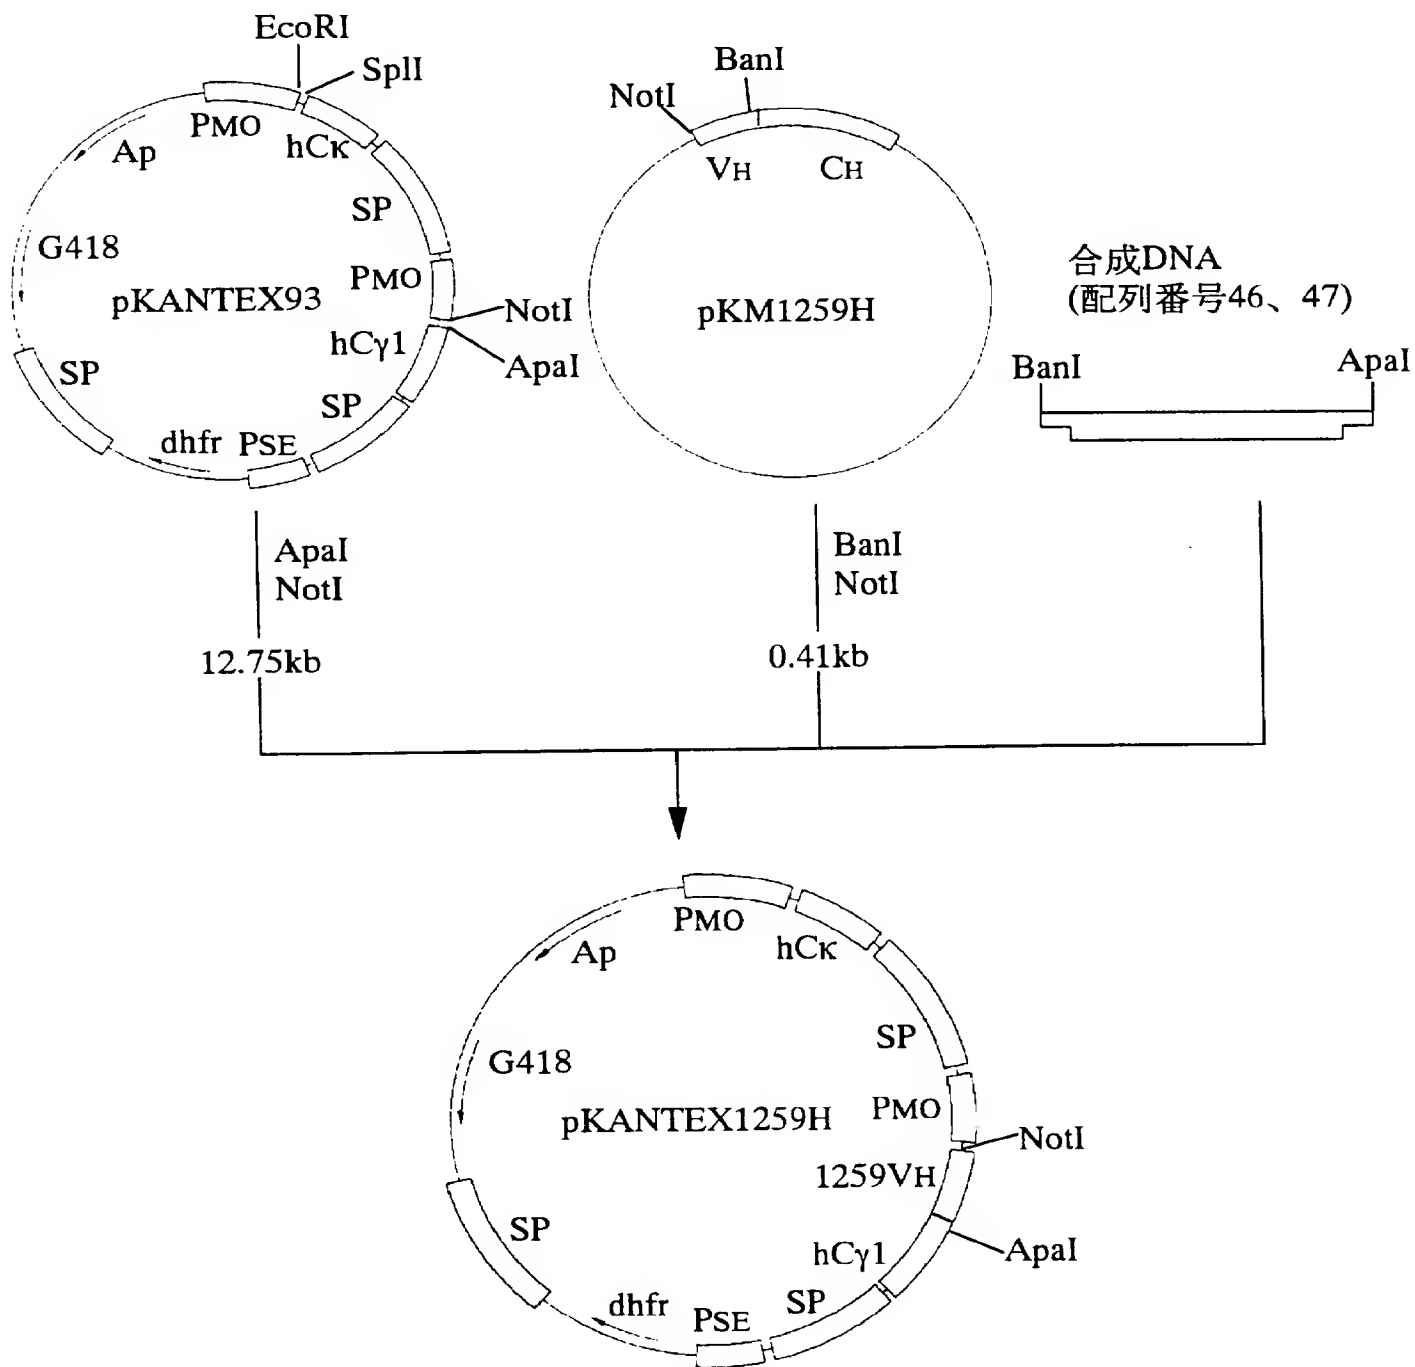 EcoRI
SplI
PMO
hCκ
Ap
SP
G418
PMO
pKANTEX93
NotI
hCγ1
ApaI
SP
SP
dhfr
PSE
BanI
NotI
VH
CH
pKM1259H
合成DNA
(配列番号46、47)
BanI
ApaI
ApaI
NotI
12.75kb
BanI
NotI
0.41kb
PMO
hCκ
Ap
SP
G418
PMO
pKANTEX1259H
NotI
1259VH
SP
hCγ1
ApaI
dhfr
PSE
SP